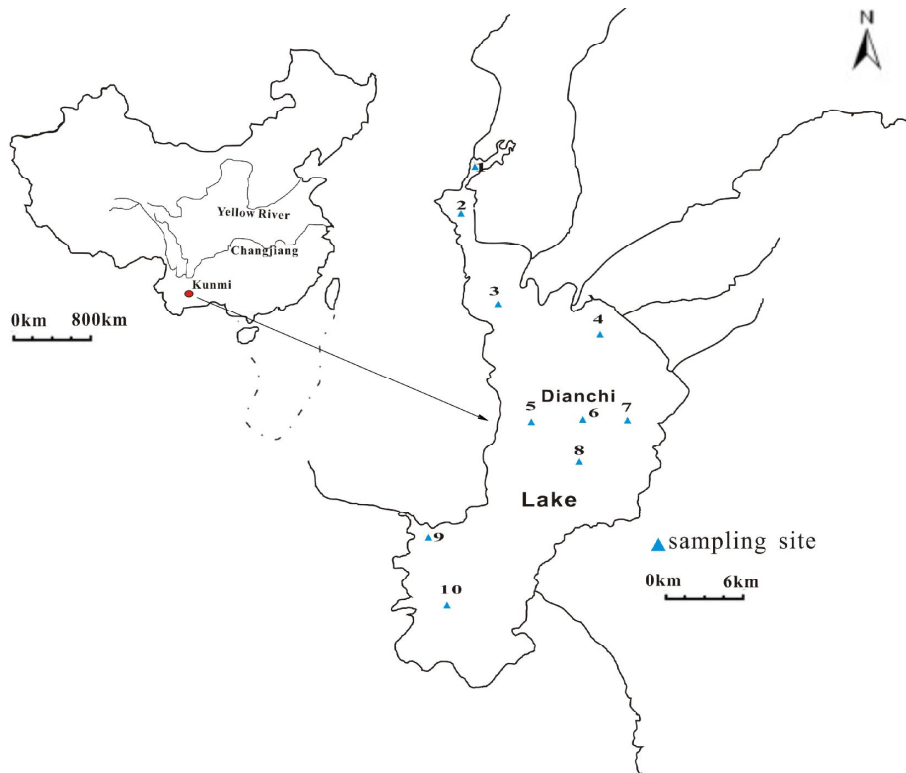 N
1
2
Yellow River
Changjiang
Kunmi
3
0km 800km
4
Dianchi
5
6
7
8
Lake
9
sampling site
10
0km 6km